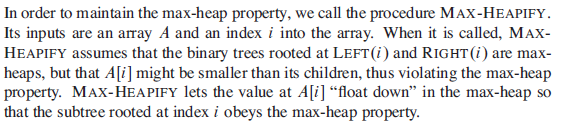 In order to maintain the max-heap property, we call the procedure MAX-HEAPIFY.
Its inputs are an array A and an index i into the array. When it is called, MAX-
HEAPIFY assumes that the binary trees rooted at LEFT(i) and RIGHT(i) are max-
heaps, but that A[i] might be smaller than its children, thus violating the max-heap
property. MAX-HEAPIFY lets the value at A[i] “float down” in the max-heap so
that the subtree rooted at index i obeys the max-heap property.